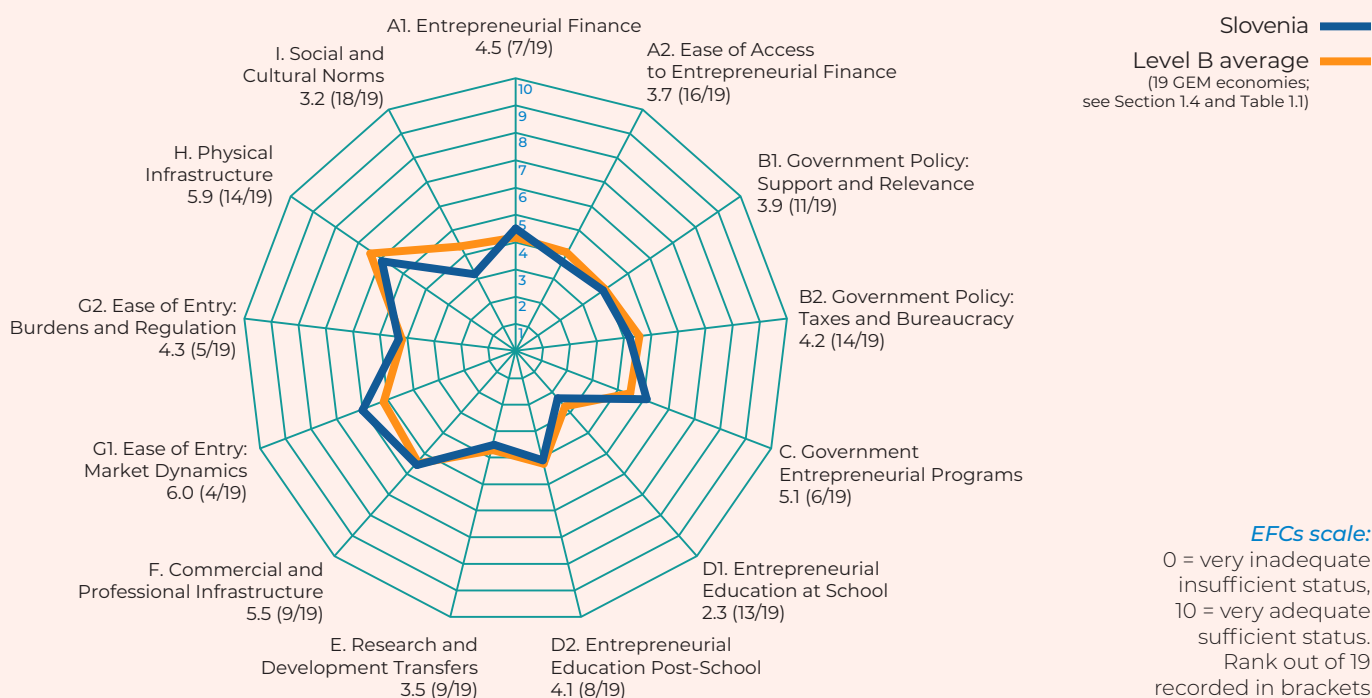 A1. Entrepreneurial Finance
4.5 (7/19)
A2. Ease of Access
to Entrepreneurial Finance
3.7 (16/19)
B1. Government Policy:
Support and Relevance
3.9 (11/19)
B2. Government Policy:
Taxes and Bureaucracy
4.2 (14/19)
C. Government
Entrepreneurial Programs
5.1 (6/19)
D1. Entrepreneurial
Education at School
2.3 (13/19)
D2. Entrepreneurial
Education Post-School
4.1 (8/19)
E. Research and
Development Transfers
3.5 (9/19)
F. Commercial and
Professional Infrastructure
5.5 (9/19)
G1. Ease of Entry:
Market Dynamics
6.0 (4/19)
G2. Ease of Entry:
Burdens and Regulation
4.3 (5/19)
H. Physical
Infrastructure
5.9 (14/19)
I. Social and
Cultural Norms
3.2 (18/19)
10
9
8
7
6
5
4
3
2
1
Slovenia
Level B average
(19 GEM economies;
see Section 1.4 and Table 1.1)
EFCs scale:
0 = very inadequate
insufficient status,
10 = very adequate
sufficient status.
Rank out of 19
recorded in brackets